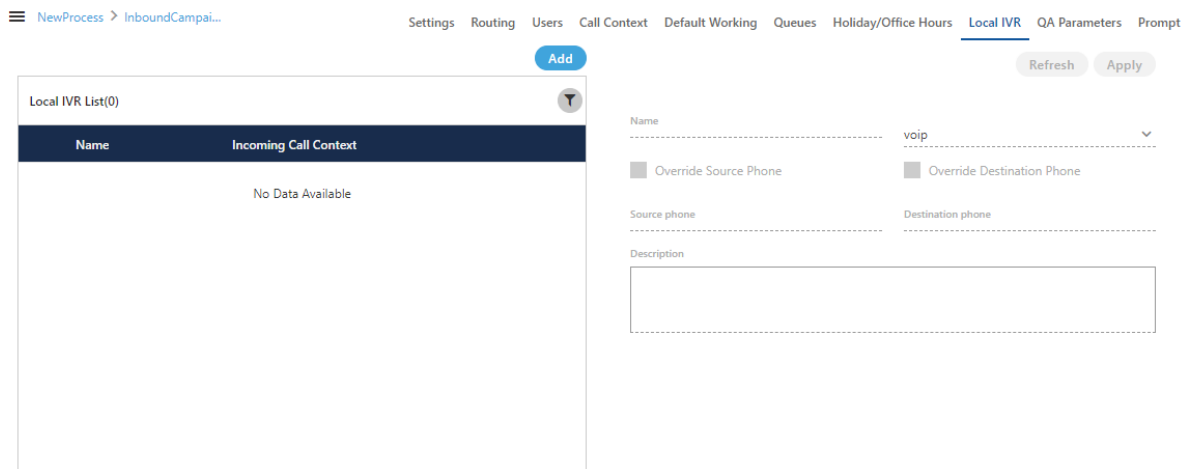 NewProcess > InboundCampai...
Settings Routing Users Call Context Default Working Queues Holiday/Office Hours Local IVR QA Parameters Prompt
Add
Refresh Apply
Local IVR List(0)
Name Incoming Call Context
No Data Available
Name
voip
Override Source Phone Override Destination Phone
Source phone Destination phone
Description